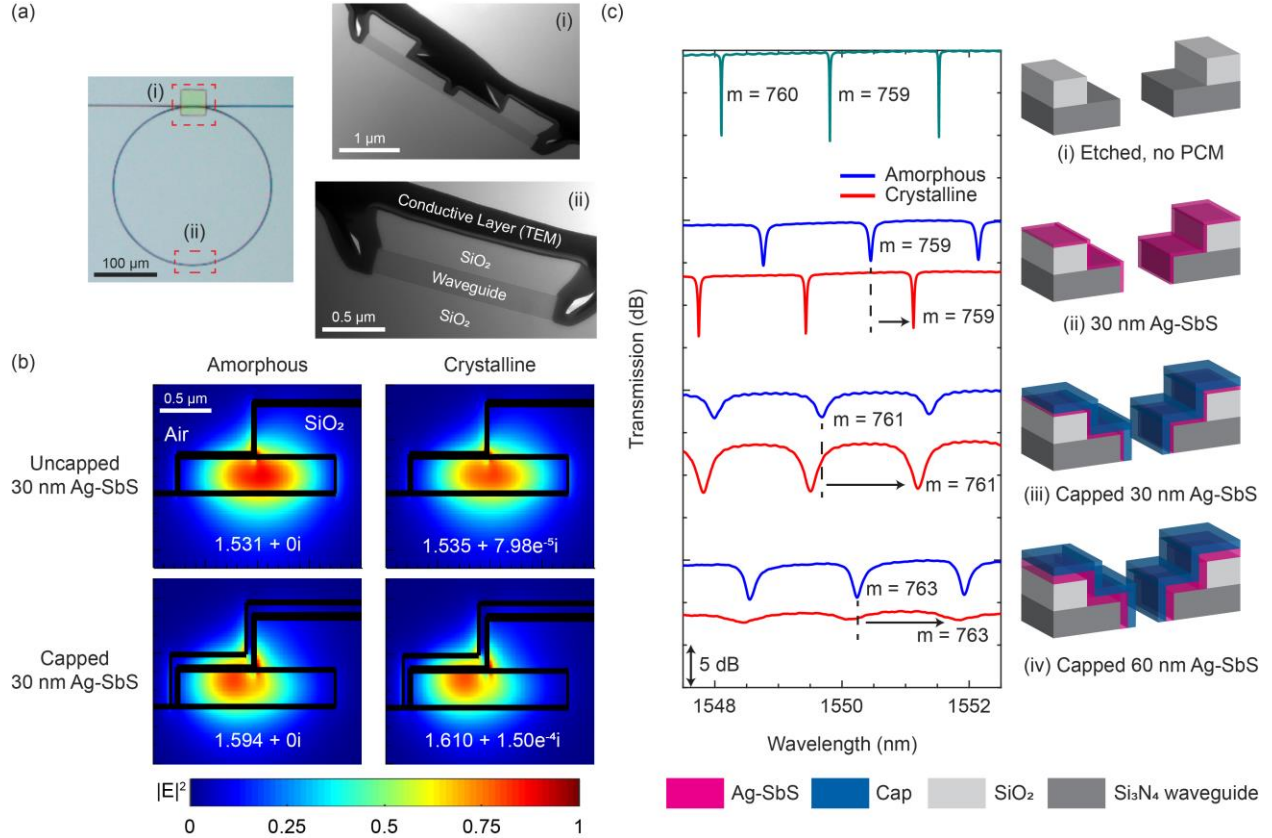 (a)
(i)
(ii)
100 µm
(i)
1 µm
(ii)
Conductive Layer (TEM)
SiO₂
Waveguide
SiO₂
0.5 µm
(b)
Amorphous
Crystalline
Uncapped
30 nm Ag-SbS
0.5 µm
Air
SiO₂
1.531 + 0i
1.535 + 7.98e⁻⁵i
Capped
30 nm Ag-SbS
1.594 + 0i
1.610 + 1.50e⁻⁴i
|E|²
0
0.25
0.5
0.75
1
(c)
Transmission (dB)
m = 760
m = 759
Amorphous
Crystalline
m = 759
m = 759
m = 761
m = 761
m = 763
m = 763
5 dB
1548
1550
1552
Wavelength (nm)
(i) Etched, no PCM
(ii) 30 nm Ag-SbS
(iii) Capped 30 nm Ag-SbS
(iv) Capped 60 nm Ag-SbS
Ag-SbS
Cap
SiO₂
Si₃N₄ waveguide